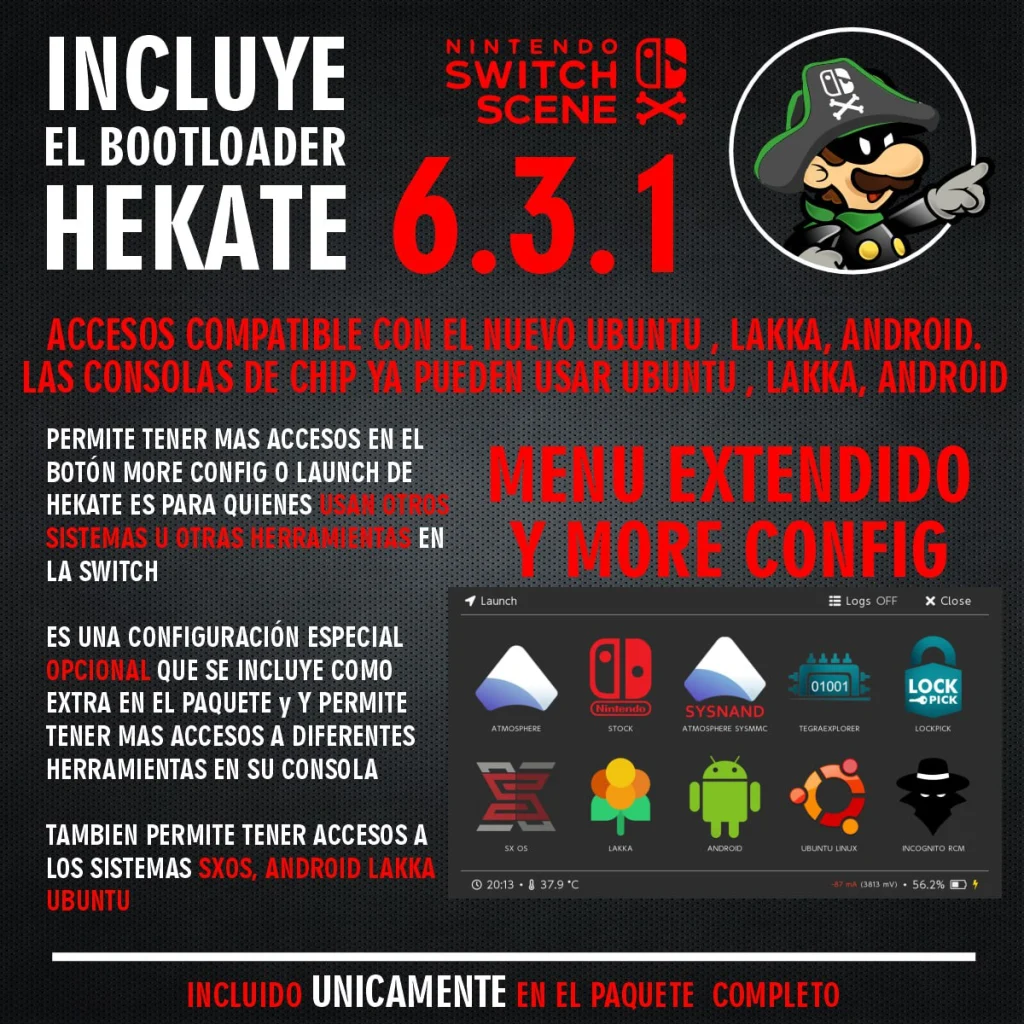 INCLUYE
EL BOOTLOADER
HEKATE 6.3.1
NINTENDO
SWITCH
SCENE
ACCESOS COMPATIBLE CON EL NUEVO UBUNTU , LAKKA, ANDROID.
LAS CONSOLAS DE CHIP YA PUEDEN USAR UBUNTU , LAKKA, ANDROID
PERMITE TENER MAS ACCESOS EN EL
BOTÓN MORE CONFIG O LAUNCH DE
HEKATE ES PARA QUIENES USAN OTROS
SISTEMAS U OTRAS HERRAMIENTAS EN
LA SWITCH
ES UNA CONFIGURACIÓN ESPECIAL
OPCIONAL QUE SE INCLUYE COMO
EXTRA EN EL PAQUETE y Y PERMITE
TENER MAS ACCESOS A DIFERENTES
HERRAMIENTAS EN SU CONSOLA
TAMBIEN PERMITE TENER ACCESOS A
LOS SISTEMAS SXOS, ANDROID LAKKA
UBUNTU
MENU EXTENDIDO
Y MORE CONFIG
Launch Logs OFF Close
Nintendo SYSNAND 01001 LOCK
PICK
ATMOSPHERE STOCK ATMOSPHERE SYSMMC TEGRAEXPLORER LOCKPICK
SX OS LAKKA ANDROID UBUNTU LINUX INCOGNITO RCM
20:13 • 37.9 °C -87 mA (3813 mV) • 56.2%
INCLUIDO UNICAMENTE EN EL PAQUETE COMPLETO